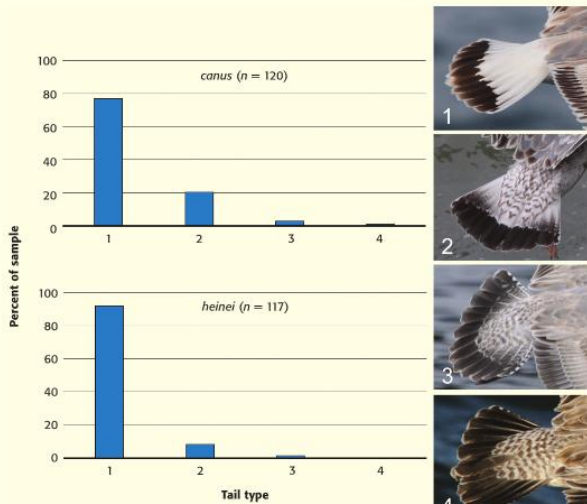 Percent of sample
canus (n = 120)
100
80
60
40
20
0
1 2 3 4
heinei (n = 117)
100
80
60
40
20
0
1 2 3 4
Tail type
1
2
3
4